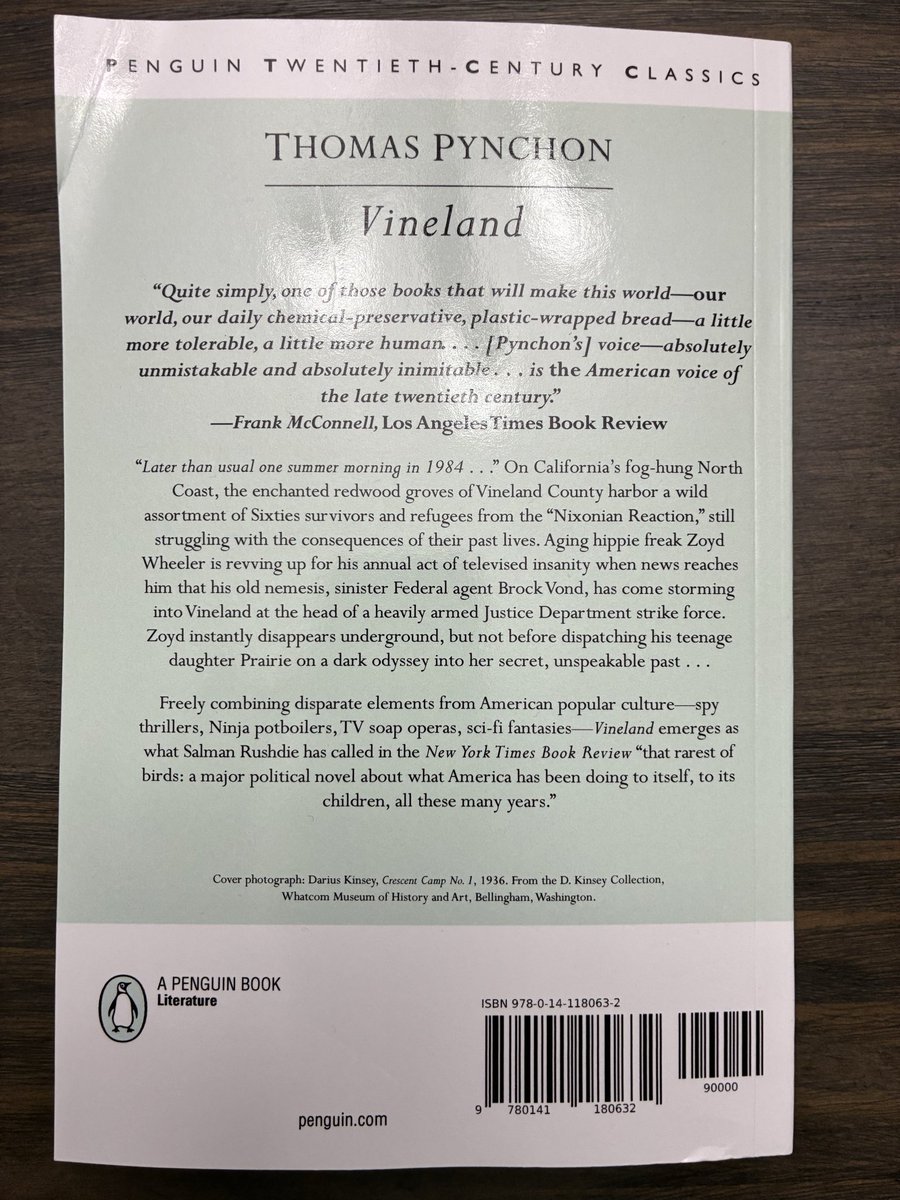 PENGUIN TWENTIETH-CENTURY CLASSICS
THOMAS PYNCHON
Vineland
“Quite simply, one of those books that will make this world—our
world, our daily chemical-preservative, plastic-wrapped bread—a little
more tolerable, a little more human. . . . [Pynchon’s] voice—absolutely
unmistakable and absolutely inimitable . . . is the American voice of
the late twentieth century.”
—Frank McConnell, Los Angeles Times Book Review
“Later than usual one summer morning in 1984 . . .” On California’s fog-hung North
Coast, the enchanted redwood groves of Vineland County harbor a wild
assortment of Sixties survivors and refugees from the “Nixonian Reaction,” still
struggling with the consequences of their past lives. Aging hippie freak Zoyd
Wheeler is revving up for his annual act of televised insanity when news reaches
him that his old nemesis, sinister Federal agent Brock Vond, has come storming
into Vineland at the head of a heavily armed Justice Department strike force.
Zoyd instantly disappears underground, but not before dispatching his teenage
daughter Prairie on a dark odyssey into her secret, unspeakable past . . .
Freely combining disparate elements from American popular culture—spy
thrillers, Ninja potboilers, TV soap operas, sci-fi fantasies—Vineland emerges as
what Salman Rushdie has called in the New York Times Book Review “that rarest of
birds: a major political novel about what America has been doing to itself, to its
children, all these many years.”
Cover photograph: Darius Kinsey, Crescent Camp No. 1, 1936. From the D. Kinsey Collection,
Whatcom Museum of History and Art, Bellingham, Washington.
A PENGUIN BOOK
Literature
penguin.com
ISBN 978-0-14-118063-2
90000
9 780141 180632